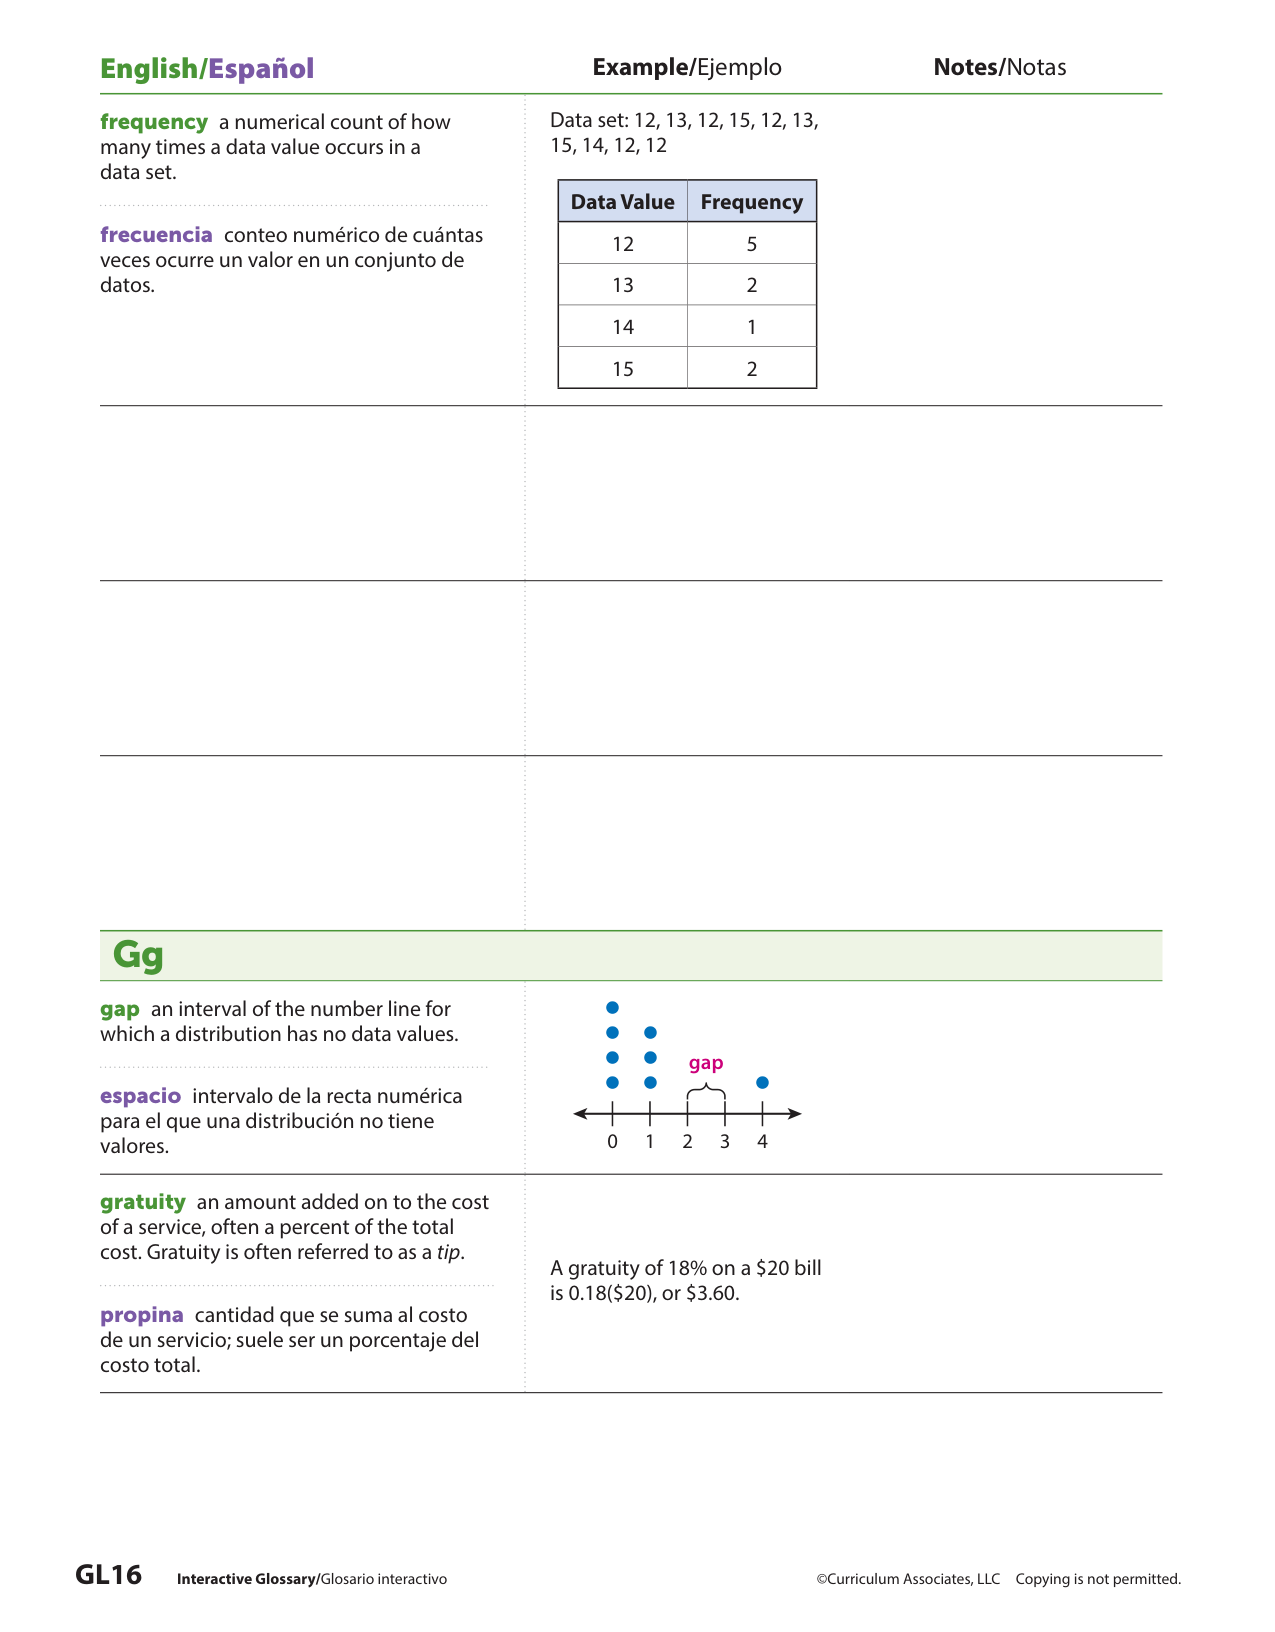 English/Español Example/Ejemplo Notes/Notas
frequency a numerical count of how
many times a data value occurs in a
data set.
frecuencia conteo numérico de cuántas
veces ocurre un valor en un conjunto de
datos.
Data set: 12, 13, 12, 15, 12, 13,
15, 14, 12, 12
Data Value Frequency
12 5
13 2
14 1
15 2
Gg
gap an interval of the number line for
which a distribution has no data values.
espacio intervalo de la recta numérica
para el que una distribución no tiene
valores.
gap
0 1 2 3 4
gratuity an amount added on to the cost
of a service, often a percent of the total
cost. Gratuity is often referred to as a tip.
propina cantidad que se suma al costo
de un servicio; suele ser un porcentaje del
costo total.
A gratuity of 18% on a $20 bill
is 0.18($20), or $3.60.
GL16 Interactive Glossary/Glosario interactivo ©Curriculum Associates, LLC Copying is not permitted.